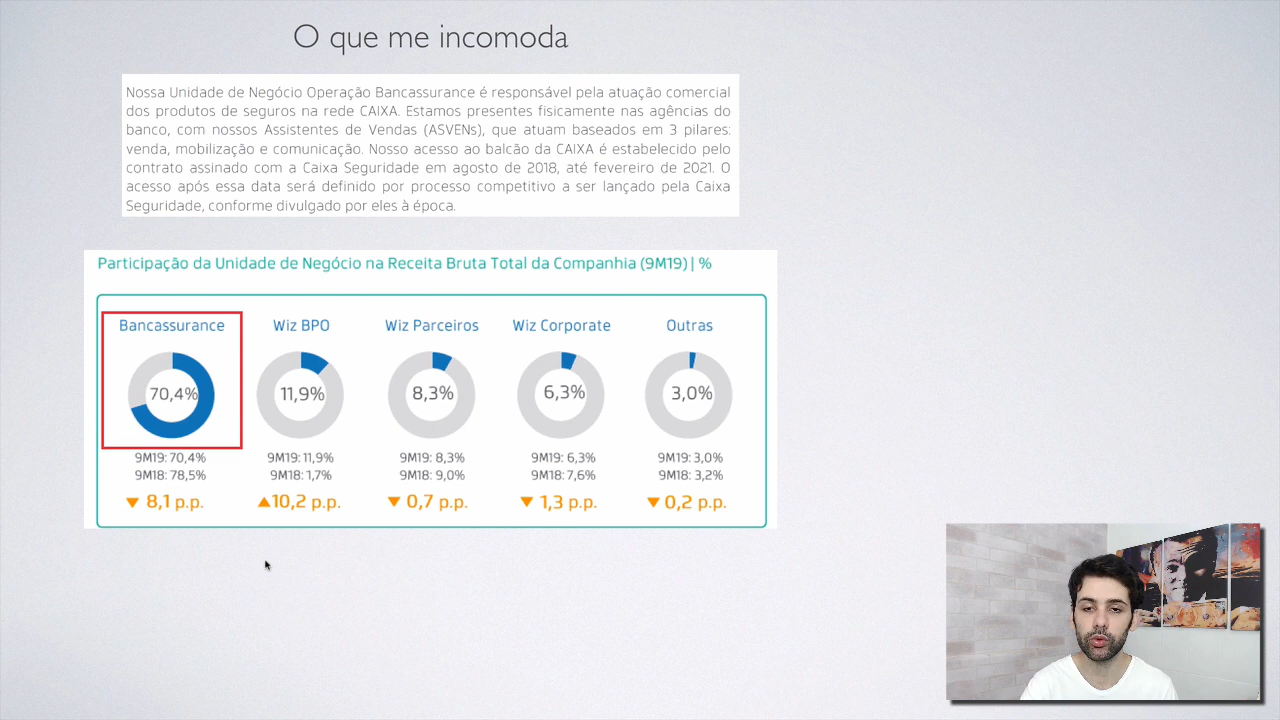 O que me incomoda
Nossa Unidade de Negócio Operação Bancassurance é responsável pela atuação comercial
dos produtos de seguros na rede CAIXA. Estamos presentes fisicamente nas agências do
banco, com nossos Assistentes de Vendas (ASVENs), que atuam baseados em 3 pilares:
venda, mobilização e comunicação. Nosso acesso ao balcão da CAIXA é estabelecido pelo
contrato assinado com a Caixa Seguridade em agosto de 2018, até fevereiro de 2021. O
acesso após essa data será definido por processo competitivo a ser lançado pela Caixa
Seguridade, conforme divulgado por eles à época.
Participação da Unidade de Negócio na Receita Bruta Total da Companhia (9M19) | %
Bancassurance Wiz BPO Wiz Parceiros Wiz Corporate Outras
70,4% 11,9% 8,3% 6,3% 3,0%
9M19: 70,4% 9M19: 11,9% 9M19: 8,3% 9M19: 6,3% 9M19: 3,0%
9M18: 78,5% 9M18: 1,7% 9M18: 9,0% 9M18: 7,6% 9M18: 3,2%
▼ 8,1 p.p. ▲10,2 p.p. ▼ 0,7 p.p. ▼ 1,3 p.p. ▼ 0,2 p.p.